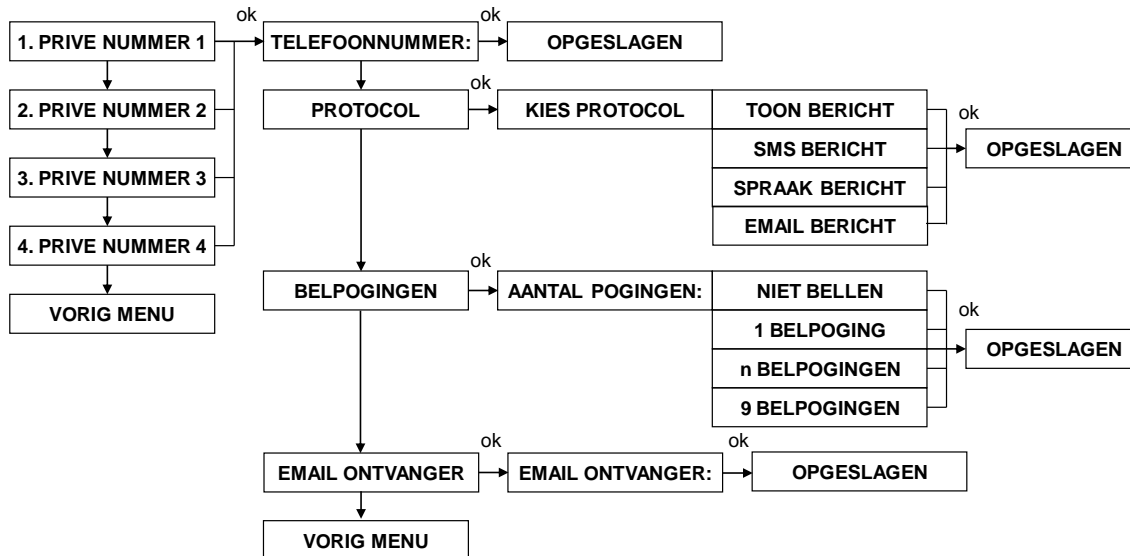 ok
ok
1. PRIVE NUMMER 1
TELEFOONNUMMER:
OPGESLAGEN
2. PRIVE NUMMER 2
PROTOCOL
ok
KIES PROTOCOL
TOON BERICHT
SMS BERICHT
SPRAAK BERICHT
EMAIL BERICHT
ok
OPGESLAGEN
3. PRIVE NUMMER 3
4. PRIVE NUMMER 4
VORIG MENU
BELPOGINGEN
ok
AANTAL POGINGEN:
NIET BELLEN
1 BELPOGING
n BELPOGINGEN
9 BELPOGINGEN
ok
OPGESLAGEN
EMAIL ONTVANGER
ok
EMAIL ONTVANGER:
ok
OPGESLAGEN
VORIG MENU